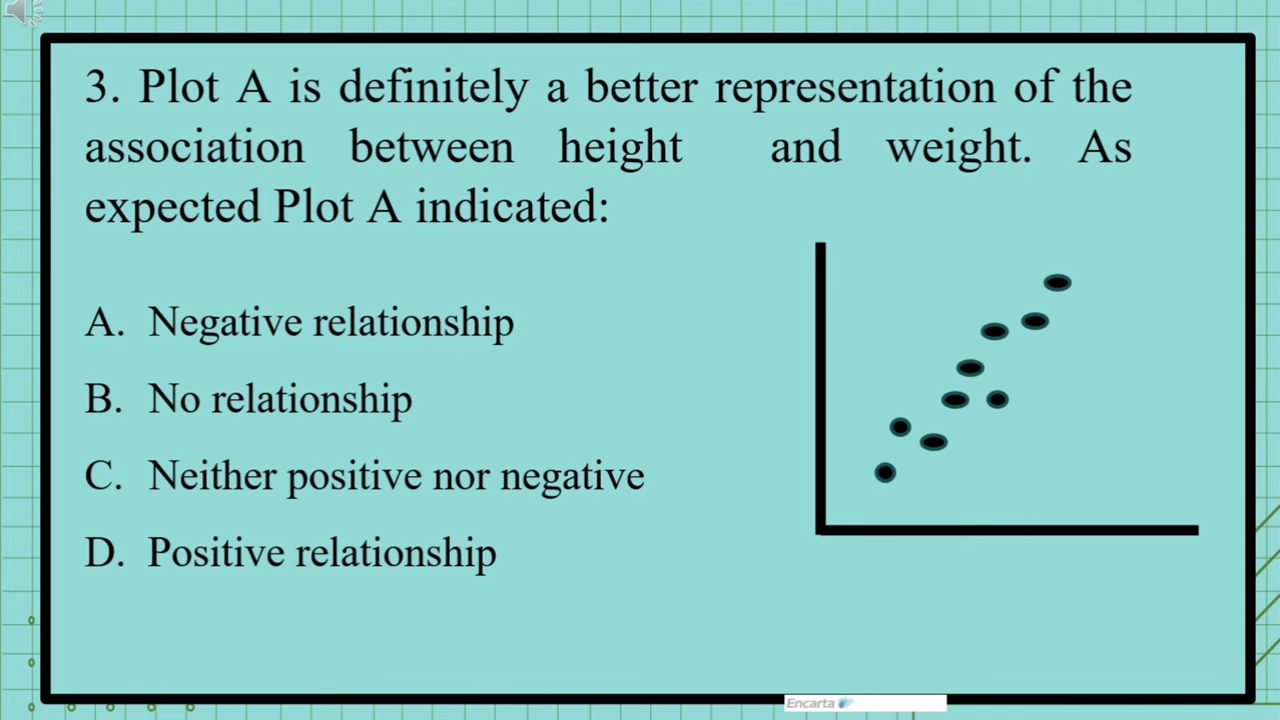 3. Plot A is definitely a better representation of the
association between height and weight. As
expected Plot A indicated:
A. Negative relationship
B. No relationship
C. Neither positive nor negative
D. Positive relationship
Encarta